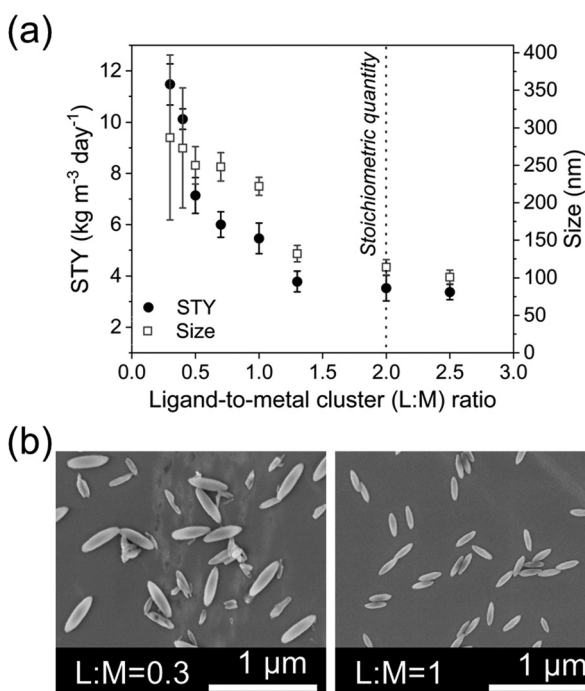 (a)
12
10
8
6
4
2
STY (kg m⁻³ day⁻¹)
400
350
300
250
200
150
100
50
0
Size (nm)
Stoichiometric quantity
STY
Size
0.0 0.5 1.0 1.5 2.0 2.5 3.0
Ligand-to-metal cluster (L:M) ratio
(b)
L:M=0.3 1 μm
L:M=1 1 μm